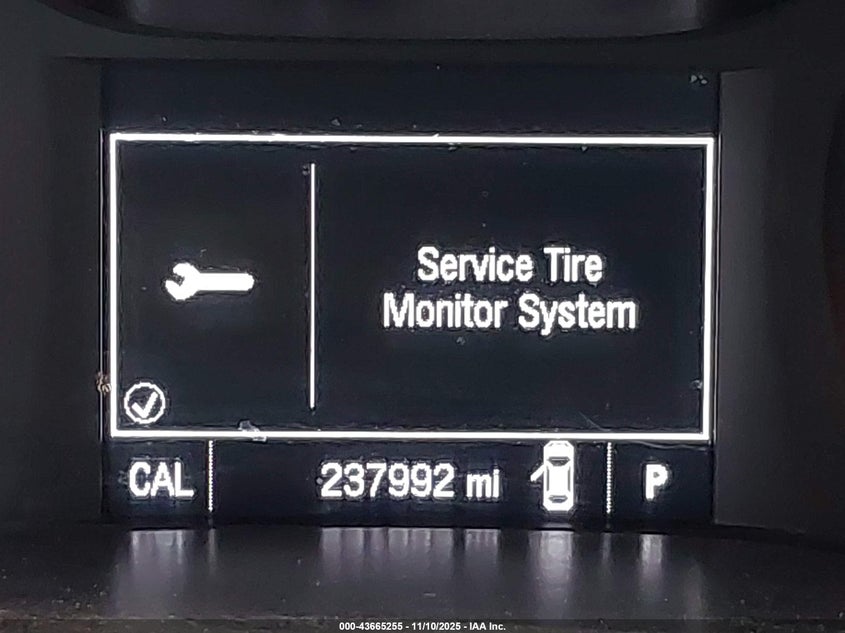 Service Tire
Monitor System
CAL
237992 mi
P
000-43665255 - 11/10/2025 - IAA Inc.